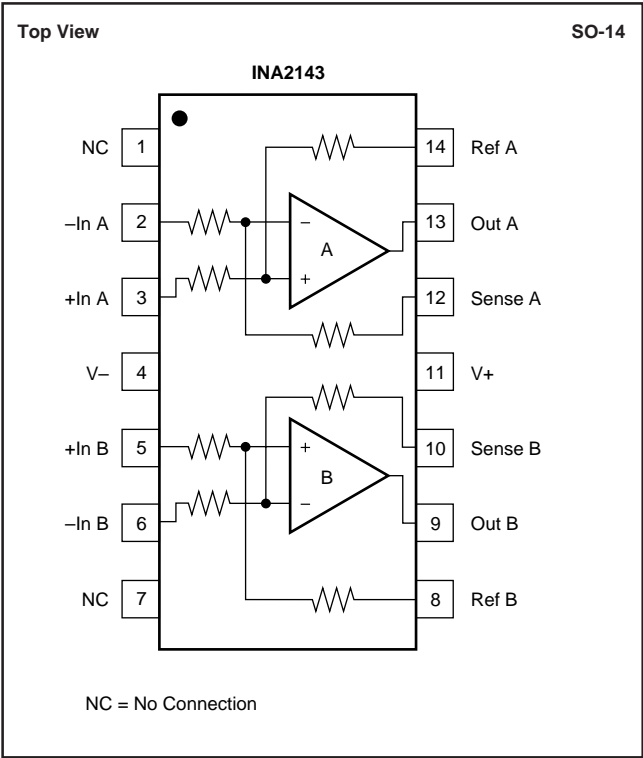 Top View SO-14
INA2143
NC 1 14 Ref A
–In A 2 – 13 Out A
A
+In A 3 + 12 Sense A
V– 4 11 V+
+In B 5 + 10 Sense B
B
–In B 6 – 9 Out B
NC 7 8 Ref B
NC = No Connection